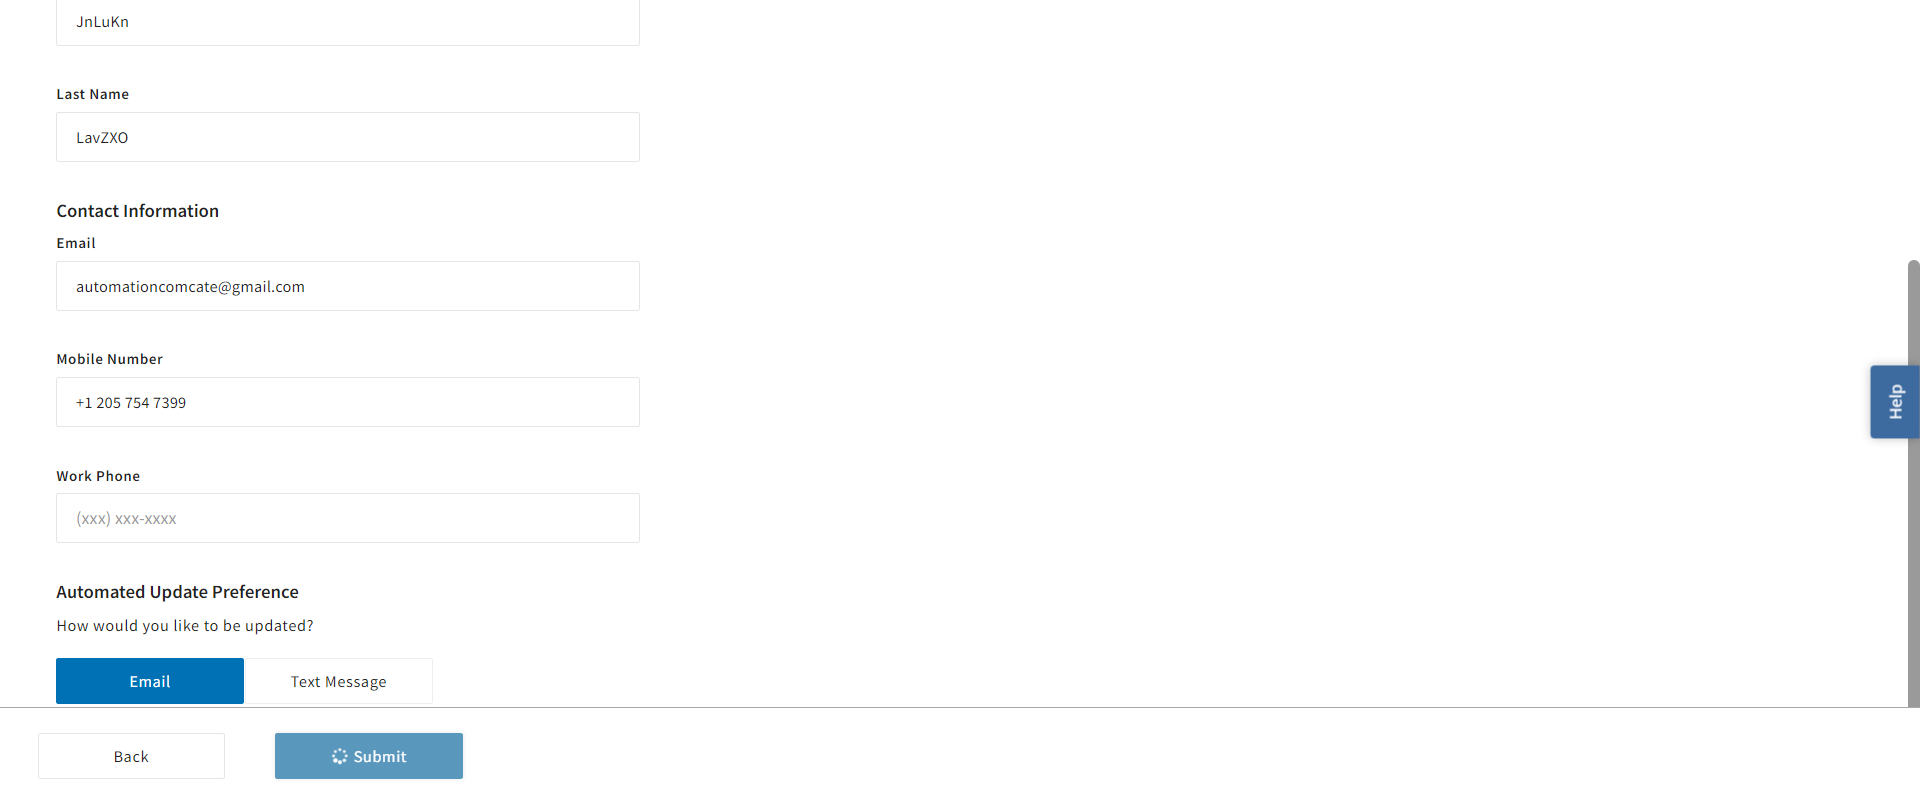 JnLuKn
Last Name
LavZXO
Contact Information
Email
automationcomcate@gmail.com
Mobile Number
+1 205 754 7399
Help
Work Phone
(xxx) xxx-xxxx
Automated Update Preference
How would you like to be updated?
Email Text Message
Back Submit